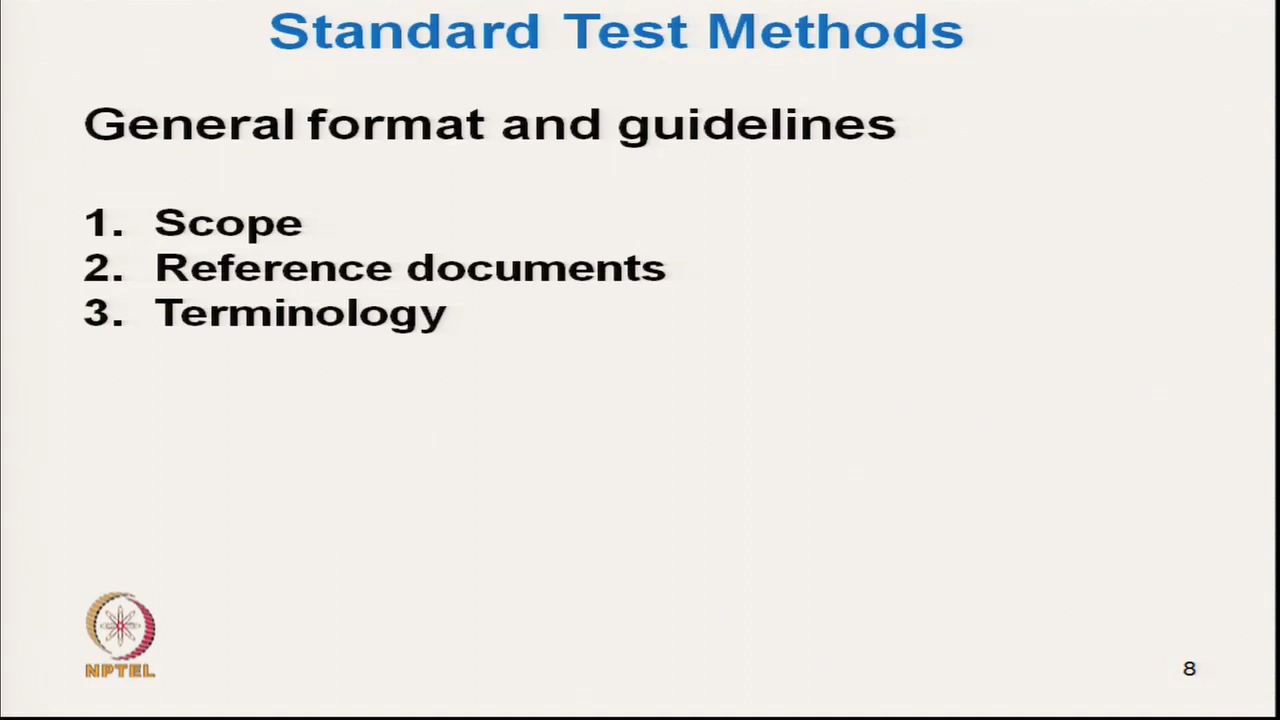 Standard Test Methods
General format and guidelines
1. Scope
2. Reference documents
3. Terminology
NPTEL
8